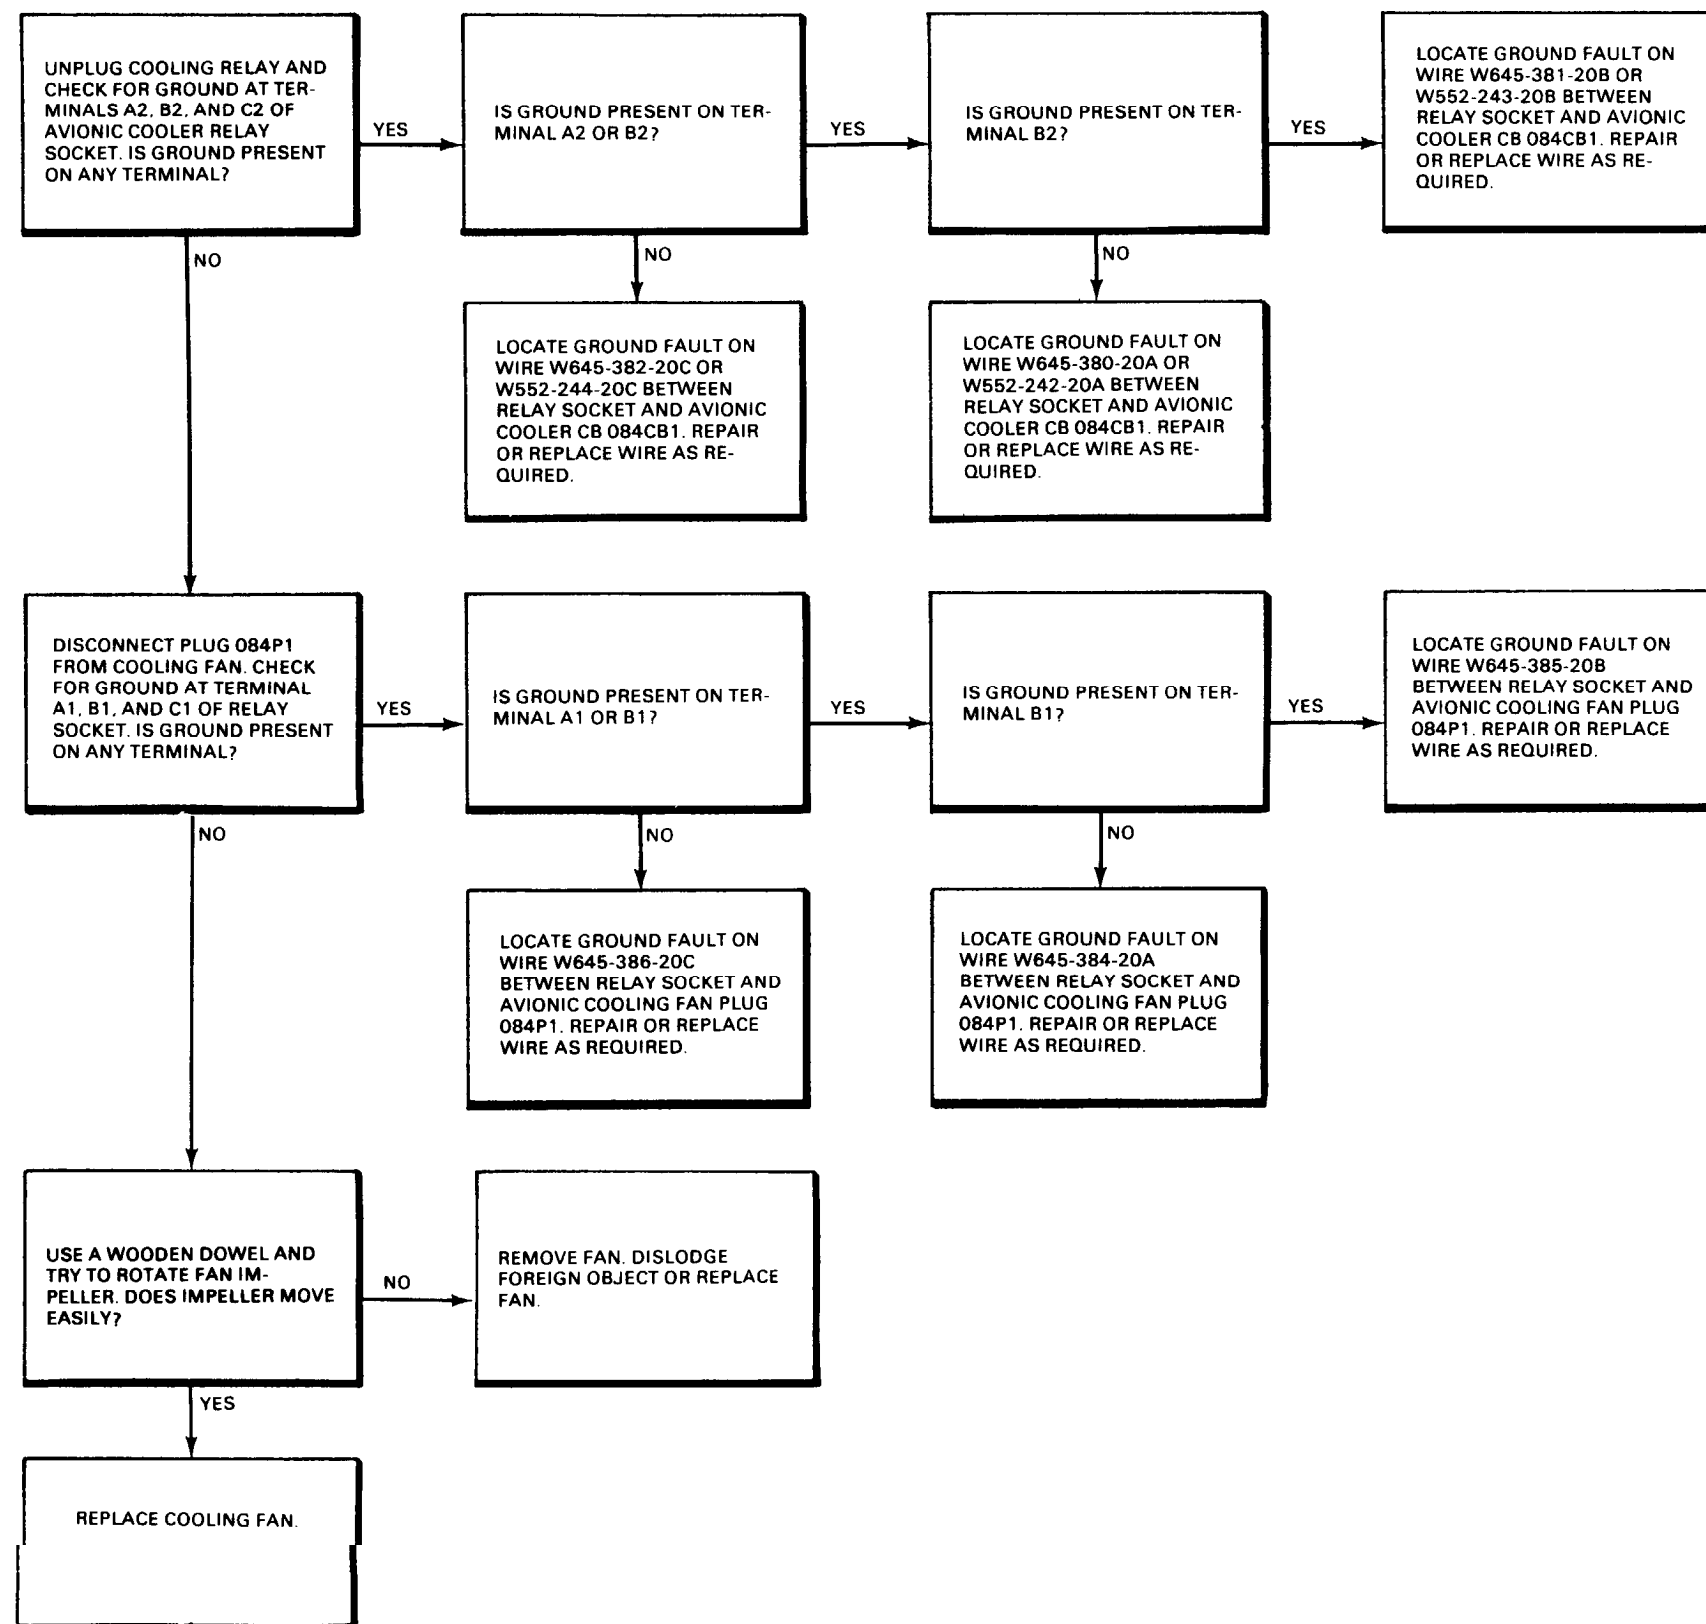 UNPLUG COOLING RELAY AND
CHECK FOR GROUND AT TER-
MINALS A2, B2, AND C2 OF
AVIONIC COOLER RELAY
SOCKET. IS GROUND PRESENT
ON ANY TERMINAL?
YES
IS GROUND PRESENT ON TER-
MINAL A2 OR B2?
YES
IS GROUND PRESENT ON TER-
MINAL B2?
YES
LOCATE GROUND FAULT ON
WIRE W645-381-20B OR
W552-243-20B BETWEEN
RELAY SOCKET AND AVIONIC
COOLER CB 084CB1. REPAIR
OR REPLACE WIRE AS RE-
QUIRED.
NO
NO
NO
LOCATE GROUND FAULT ON
WIRE W645-382-20C OR
W552-244-20C BETWEEN
RELAY SOCKET AND AVIONIC
COOLER CB 084CB1. REPAIR
OR REPLACE WIRE AS RE-
QUIRED.
LOCATE GROUND FAULT ON
WIRE W645-380-20A OR
W552-242-20A BETWEEN
RELAY SOCKET AND AVIONIC
COOLER CB 084CB1. REPAIR
OR REPLACE WIRE AS RE-
QUIRED.
DISCONNECT PLUG 084P1
FROM COOLING FAN. CHECK
FOR GROUND AT TERMINAL
A1, B1, AND C1 OF RELAY
SOCKET. IS GROUND PRESENT
ON ANY TERMINAL?
YES
IS GROUND PRESENT ON TER-
MINAL A1 OR B1?
YES
IS GROUND PRESENT ON TER-
MINAL B1?
YES
LOCATE GROUND FAULT ON
WIRE W645-385-20B
BETWEEN RELAY SOCKET AND
AVIONIC COOLING FAN PLUG
084P1. REPAIR OR REPLACE
WIRE AS REQUIRED.
NO
NO
NO
LOCATE GROUND FAULT ON
WIRE W645-386-20C
BETWEEN RELAY SOCKET AND
AVIONIC COOLING FAN PLUG
084P1. REPAIR OR REPLACE
WIRE AS REQUIRED.
LOCATE GROUND FAULT ON
WIRE W645-384-20A
BETWEEN RELAY SOCKET AND
AVIONIC COOLING FAN PLUG
084P1. REPAIR OR REPLACE
WIRE AS REQUIRED.
USE A WOODEN DOWEL AND
TRY TO ROTATE FAN IM-
PELLER. DOES IMPELLER MOVE
EASILY?
NO
REMOVE FAN. DISLODGE
FOREIGN OBJECT OR REPLACE
FAN.
YES
REPLACE COOLING FAN.